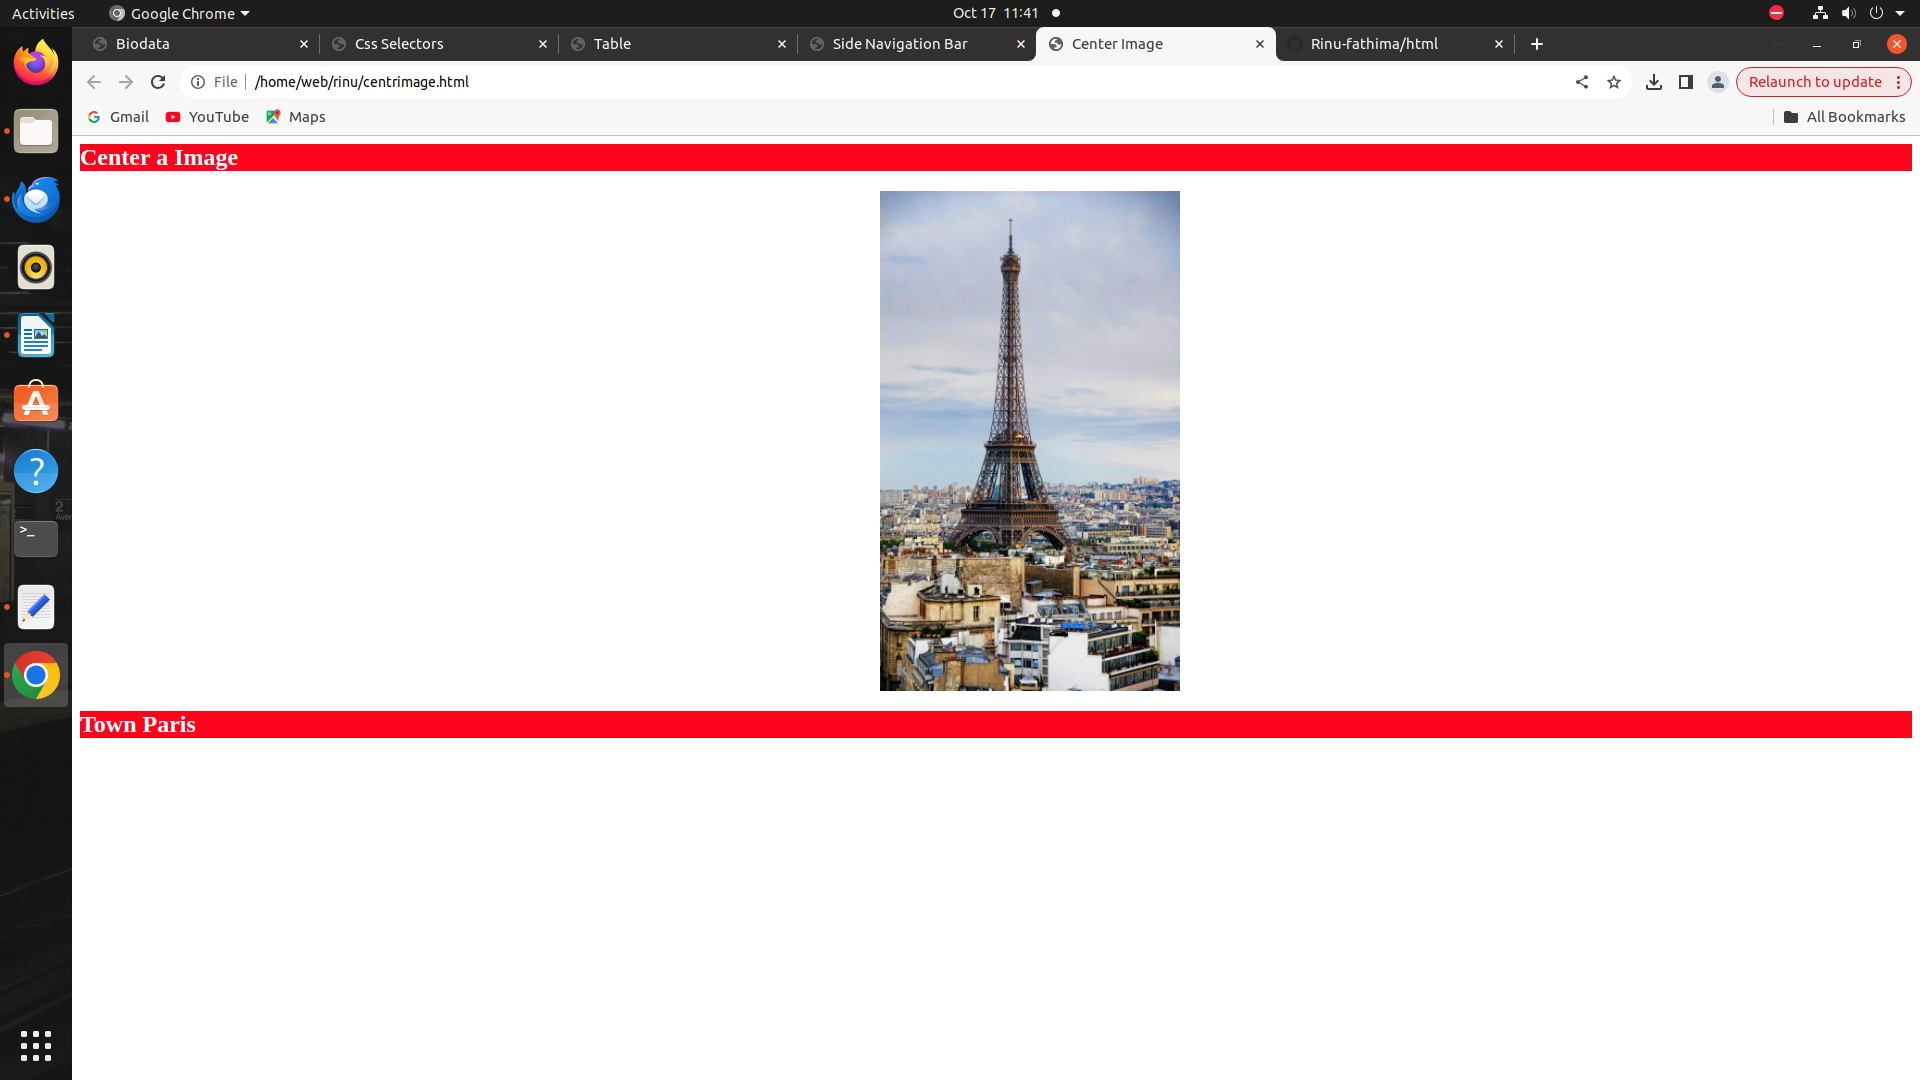 Activities
Google Chrome
Oct 17 11:41
Biodata
Css Selectors
Table
Side Navigation Bar
Center Image
Rinu-fathima/html
File
/home/web/rinu/centrimage.html
Relaunch to update
Gmail
YouTube
Maps
All Bookmarks
Center a Image
Town Paris